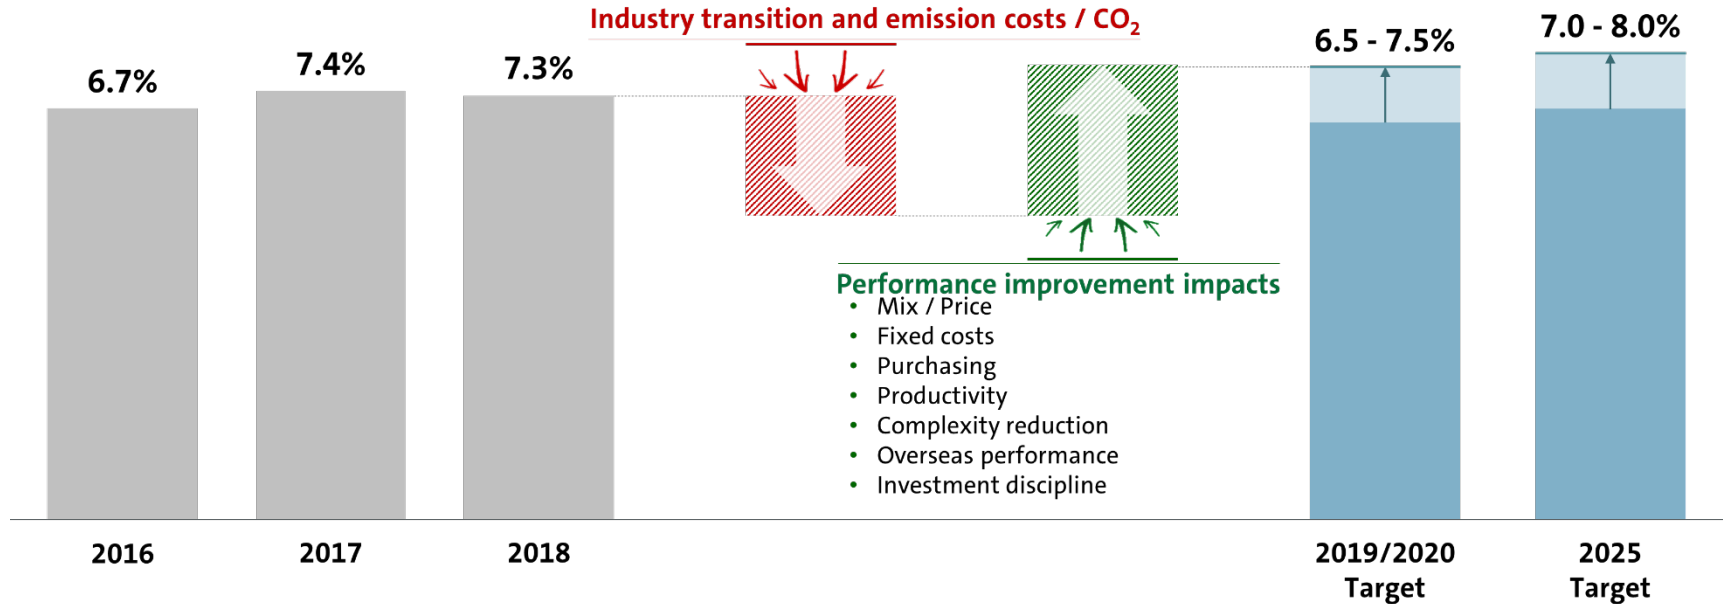 Industry transition and emission costs / CO₂
6.7%
7.4%
7.3%
6.5 - 7.5%
7.0 - 8.0%
Performance improvement impacts
• Mix / Price
• Fixed costs
• Purchasing
• Productivity
• Complexity reduction
• Overseas performance
• Investment discipline
2016
2017
2018
2019/2020
Target
2025
Target